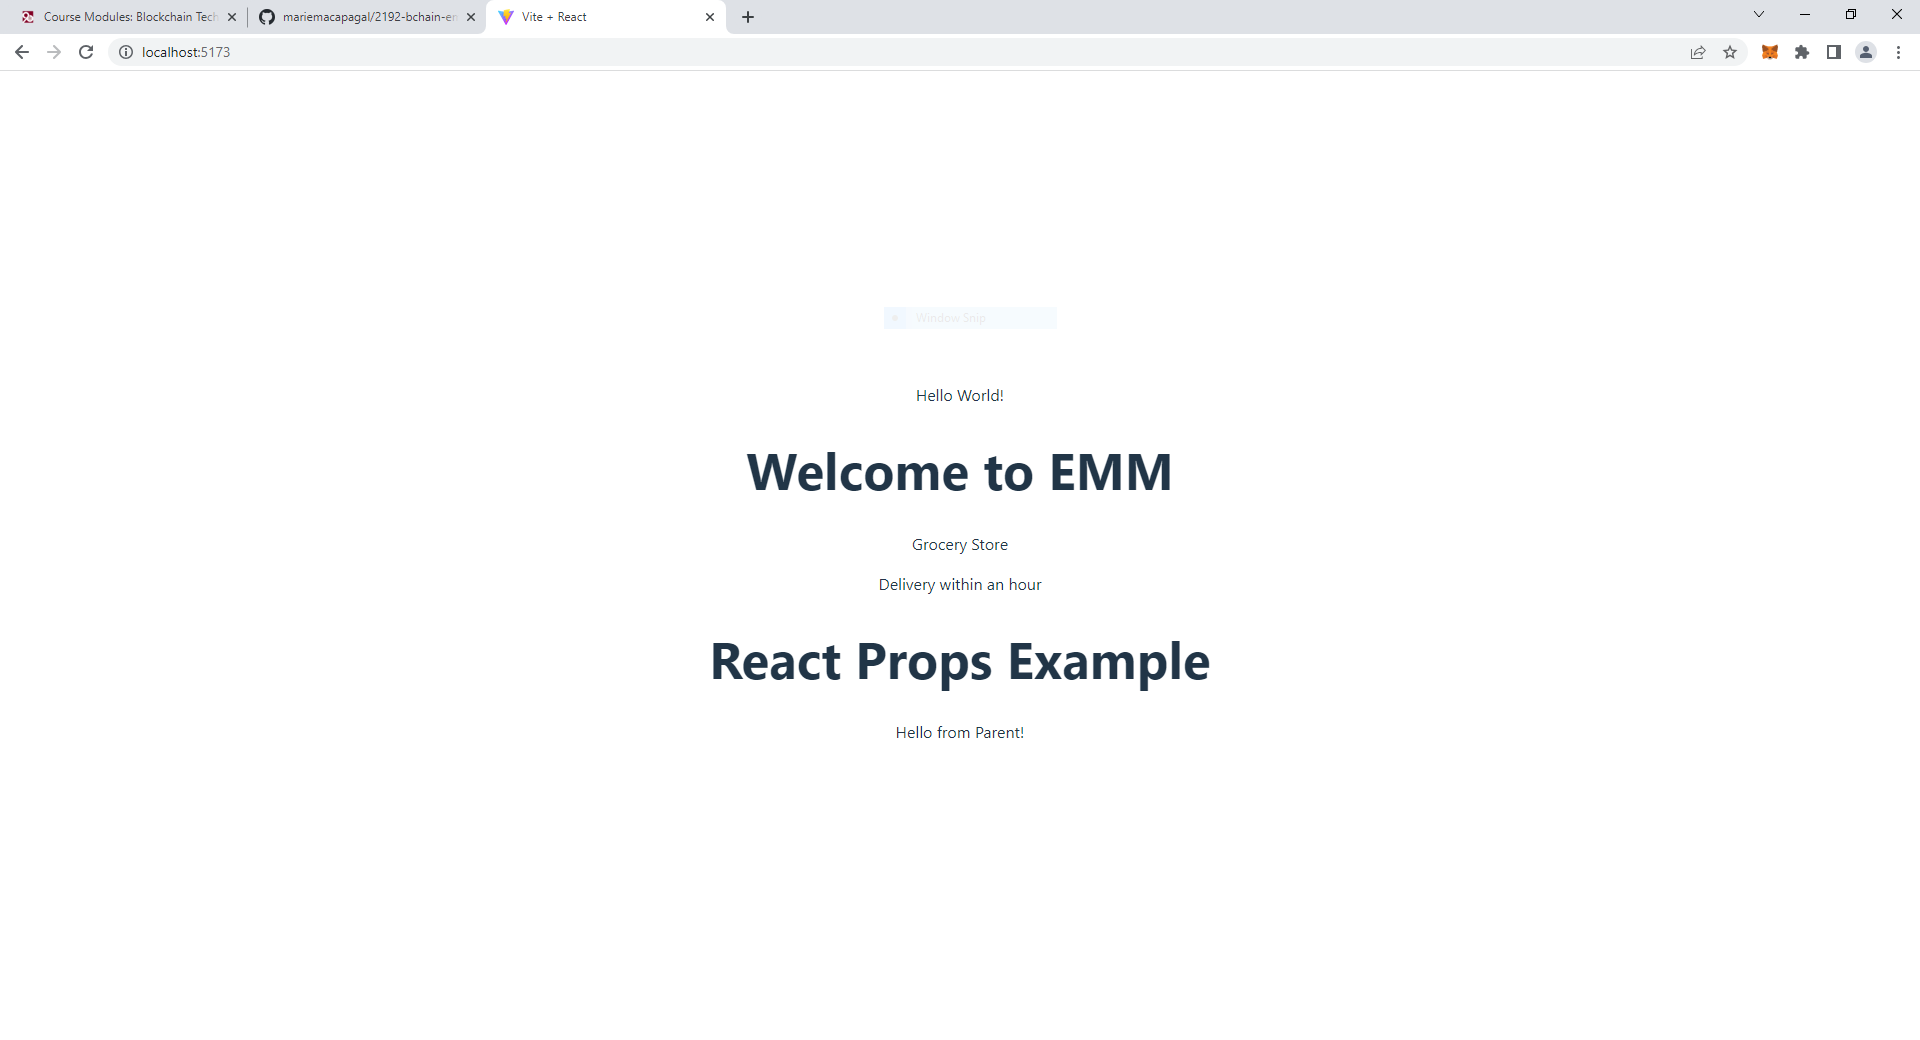 Course Modules: Blockchain Tech
mariemacapagal/2192-bchain-em
Vite + React
localhost:5173
Window Snip
Hello World!
Welcome to EMM
Grocery Store
Delivery within an hour
React Props Example
Hello from Parent!